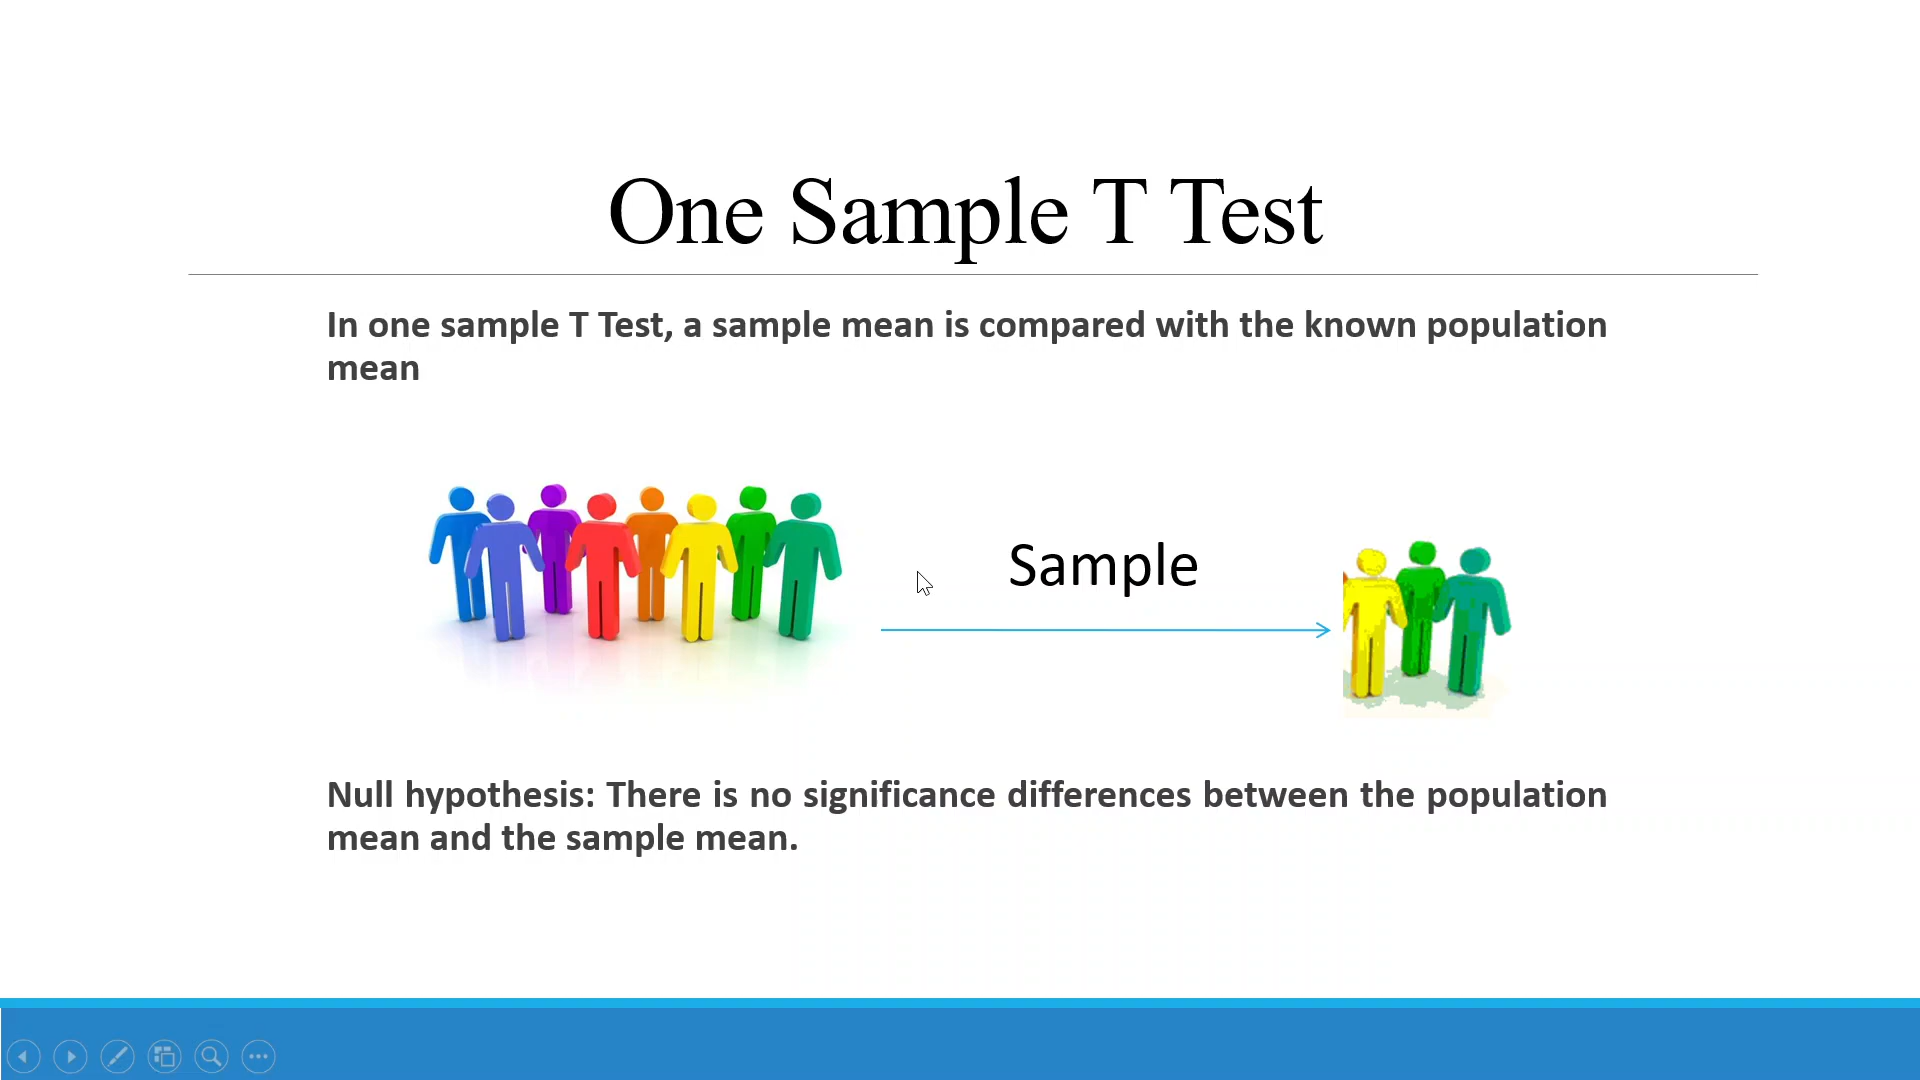 One Sample T Test
In one sample T Test, a sample mean is compared with the known population
mean
Sample
Null hypothesis: There is no significance differences between the population
mean and the sample mean.